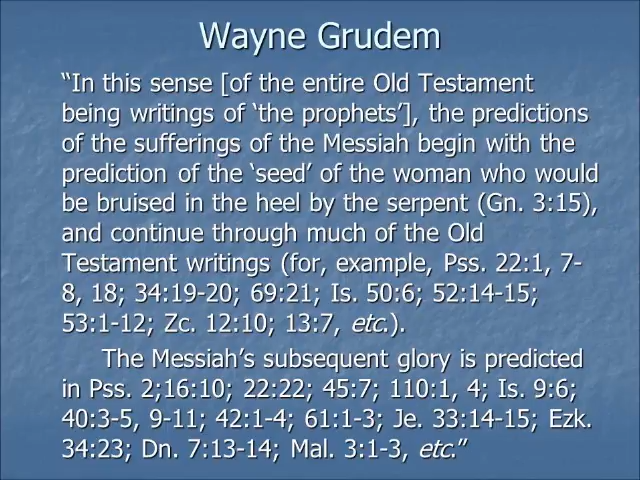 Wayne Grudem
“In this sense [of the entire Old Testament
being writings of ‘the prophets’], the predictions
of the sufferings of the Messiah begin with the
prediction of the ‘seed’ of the woman who would
be bruised in the heel by the serpent (Gn. 3:15),
and continue through much of the Old
Testament writings (for, example, Pss. 22:1, 7-
8, 18; 34:19-20; 69:21; Is. 50:6; 52:14-15;
53:1-12; Zc. 12:10; 13:7, etc.).
The Messiah’s subsequent glory is predicted
in Pss. 2;16:10; 22:22; 45:7; 110:1, 4; Is. 9:6;
40:3-5, 9-11; 42:1-4; 61:1-3; Je. 33:14-15; Ezk.
34:23; Dn. 7:13-14; Mal. 3:1-3, etc.”